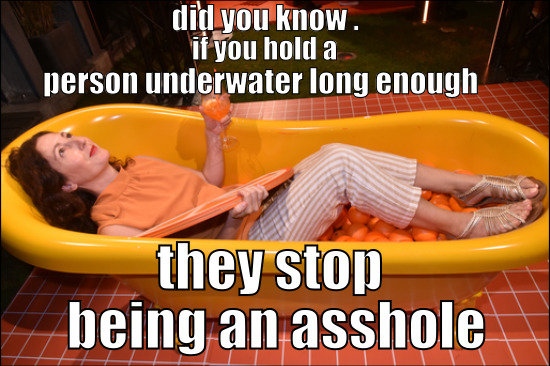 did you know .
if you hold a
person underwater long enough
they stop
being an asshole